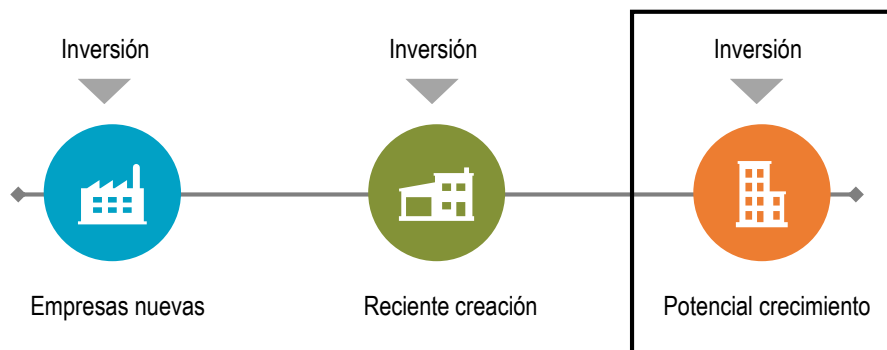 Inversión
Inversión
Inversión
Empresas nuevas
Reciente creación
Potencial crecimiento